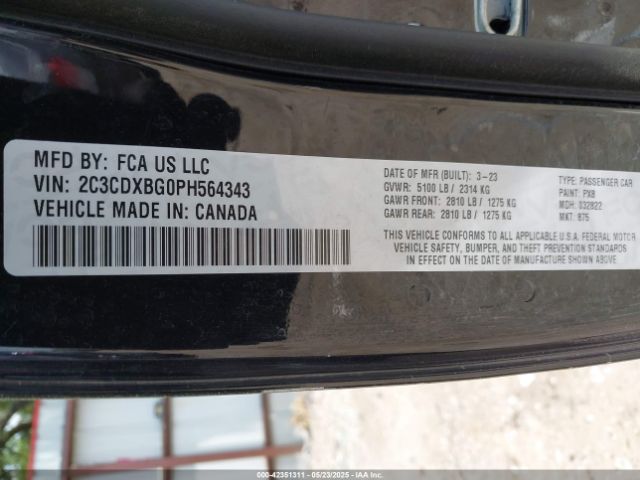 MFD BY: FCA US LLC
VIN: 2C3CDXBG0PH564343
VEHICLE MADE IN: CANADA
DATE OF MFR (BUILT): 3-23
GVWR: 5100 LB / 2314 KG
GAWR FRONT: 2810 LB / 1275 KG
GAWR REAR: 2810 LB / 1275 KG
TYPE: PASSENGER CAR
PAINT: PXB
MDH: 032822
MKT: B75
THIS VEHICLE CONFORMS TO ALL APPLICABLE U.S.A. FEDERAL MOTOR
VEHICLE SAFETY, BUMPER, AND THEFT PREVENTION STANDARDS
IN EFFECT ON THE DATE OF MANUFACTURE SHOWN ABOVE.
000-42351311 - 05/23/2025 - IAAI.COM